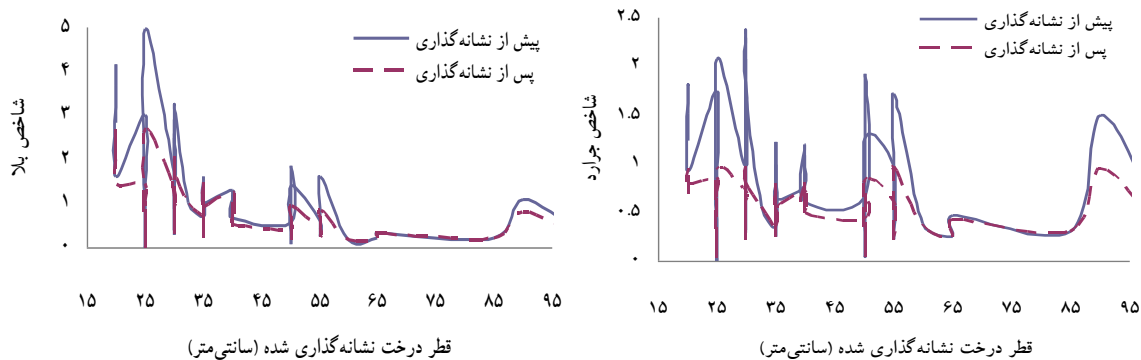 پیش از نشانه‌گذاری
پس از نشانه‌گذاری
شاخص بلا
۵
۴
۳
۲
۱
۰
۱۵ ۲۵ ۳۵ ۴۵ ۵۵ ۶۵ ۷۵ ۸۵ ۹۵
قطر درخت نشانه‌گذاری شده (سانتی‌متر)
پیش از نشانه‌گذاری
پس از نشانه‌گذاری
شاخص جرارد
۲.۵
۲
۱.۵
۱
۰.۵
۰
۱۵ ۲۵ ۳۵ ۴۵ ۵۵ ۶۵ ۷۵ ۸۵ ۹۵
قطر درخت نشانه‌گذاری شده (سانتی‌متر)